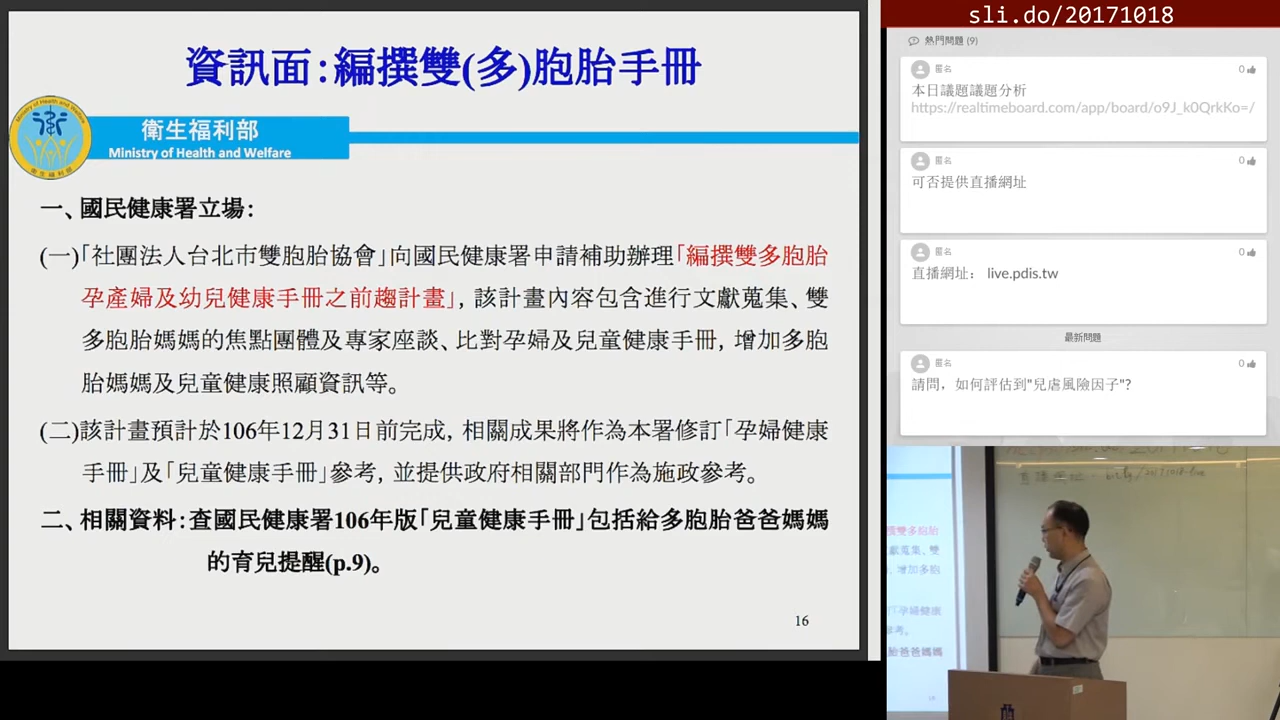 資訊面：編撰雙(多)胞胎手冊
衛生福利部
Ministry of Health and Welfare
一、國民健康署立場：
(一)「社團法人台北市雙胞胎協會」向國民健康署申請補助辦理「編撰雙多胞胎
孕產婦及幼兒健康手冊之前趨計畫」，該計畫內容包含進行文獻蒐集、雙
多胞胎媽媽的焦點團體及專家座談、比對孕婦及兒童健康手冊，增加多胞
胎媽媽及兒童健康照顧資訊等。
(二)該計畫預計於106年12月31日前完成，相關成果將作為本署修訂「孕婦健康
手冊」及「兒童健康手冊」參考，並提供政府相關部門作為施政參考。
二、相關資料：查國民健康署106年版「兒童健康手冊」包括給多胞胎爸爸媽媽
的育兒提醒(p.9)。
16
sli.do/20171018
熱門問題 (9)
匿名
0
本日議題議題分析
https://realtimeboard.com/app/board/o9J_k0QrkKo=/
匿名
0
可否提供直播網址
匿名
0
直播網址： live.pdis.tw
最新問題
匿名
0
請問，如何評估到"兒虐風險因子"?